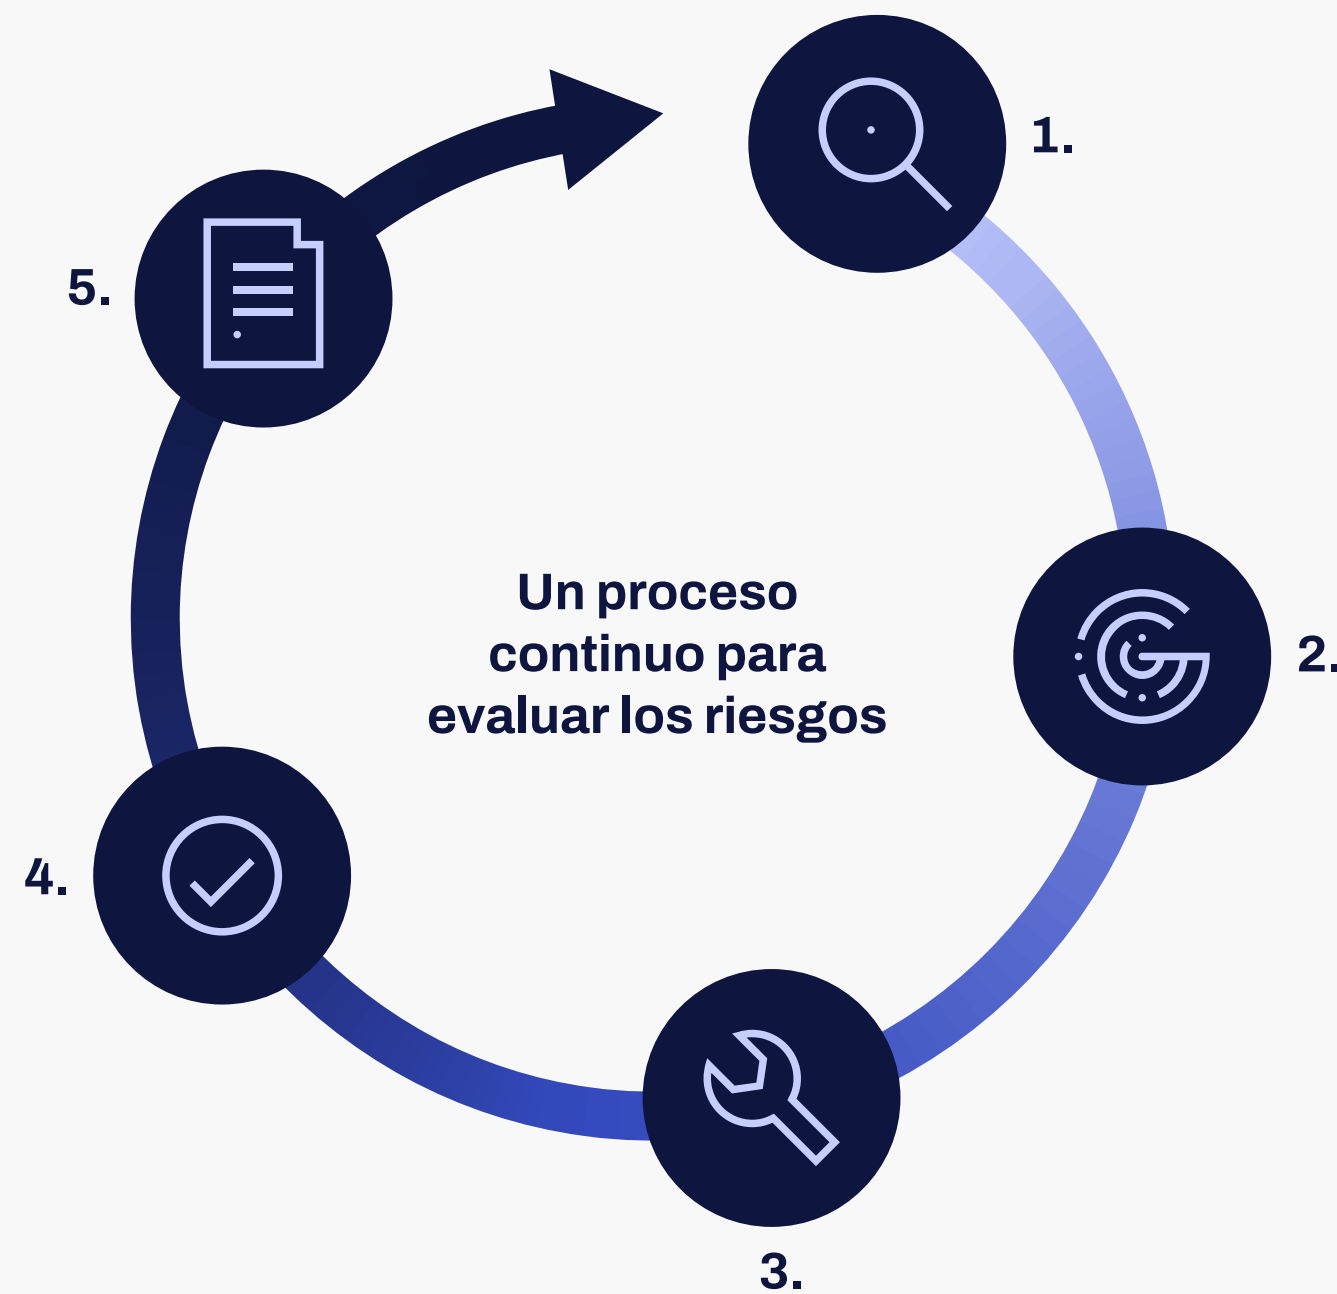 1.
2.
3.
4.
5.
Un proceso
continuo para
evaluar los riesgos